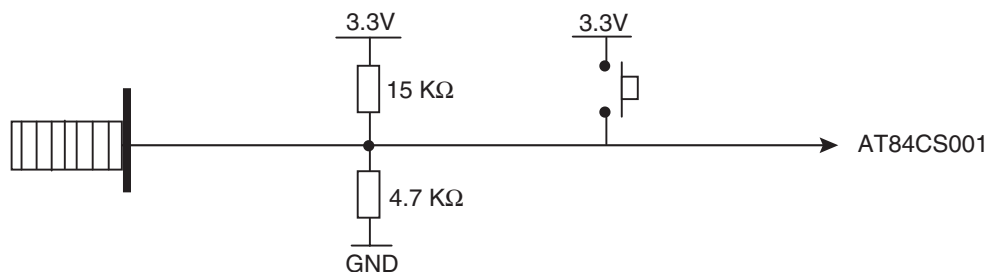 3.3V
3.3V
15 KΩ
AT84CS001
4.7 KΩ
GND